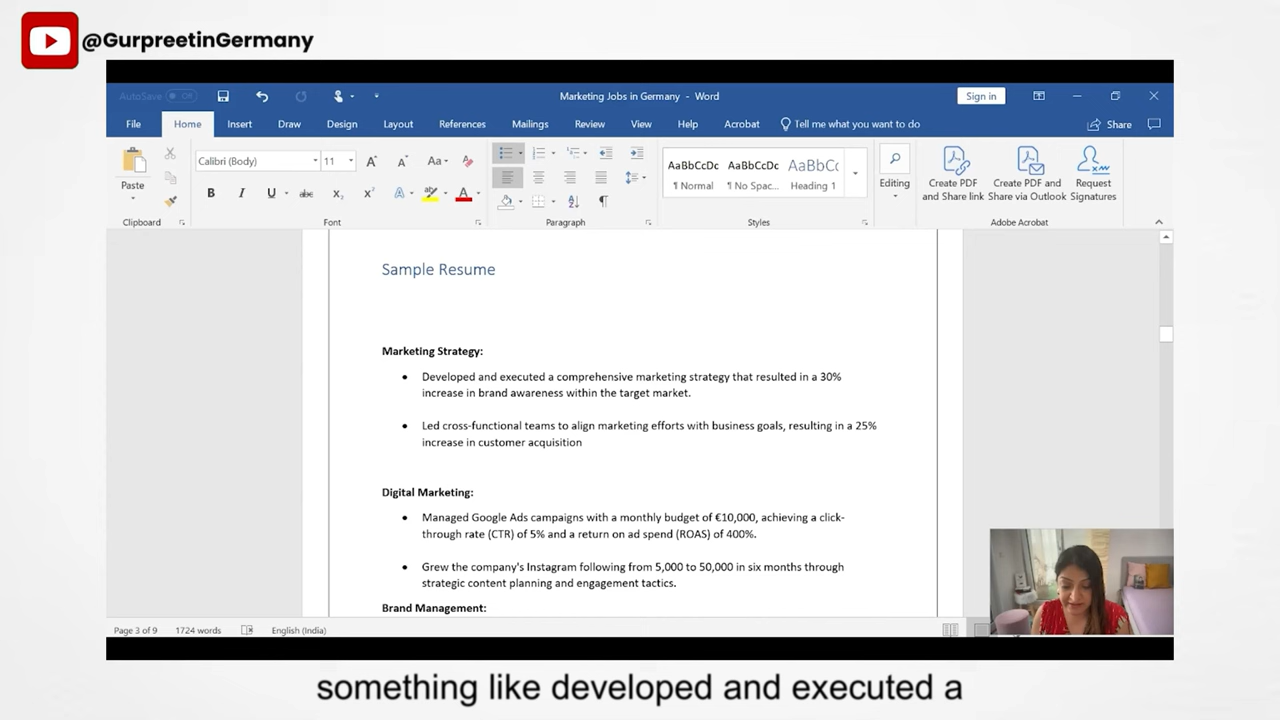 @GurpreetinGermany
AutoSave Off
Marketing Jobs in Germany - Word
Sign in
File Home Insert Draw Design Layout References Mailings Review View Help Acrobat Tell me what you want to do Share
Paste
Clipboard
Calibri (Body) 11
Aa
B I U abc x₂ x² A A
Font
Paragraph
AaBbCcDc AaBbCcDc AaBbCc
¶ Normal ¶ No Spac... Heading 1
Styles
Editing
Create PDF and Share link
Create PDF and Share via Outlook
Request Signatures
Adobe Acrobat
Sample Resume
Marketing Strategy:
• Developed and executed a comprehensive marketing strategy that resulted in a 30%
increase in brand awareness within the target market.
• Led cross-functional teams to align marketing efforts with business goals, resulting in a 25%
increase in customer acquisition
Digital Marketing:
• Managed Google Ads campaigns with a monthly budget of €10,000, achieving a click-
through rate (CTR) of 5% and a return on ad spend (ROAS) of 400%.
• Grew the company's Instagram following from 5,000 to 50,000 in six months through
strategic content planning and engagement tactics.
Brand Management:
Page 3 of 9 1724 words English (India)
something like developed and executed a